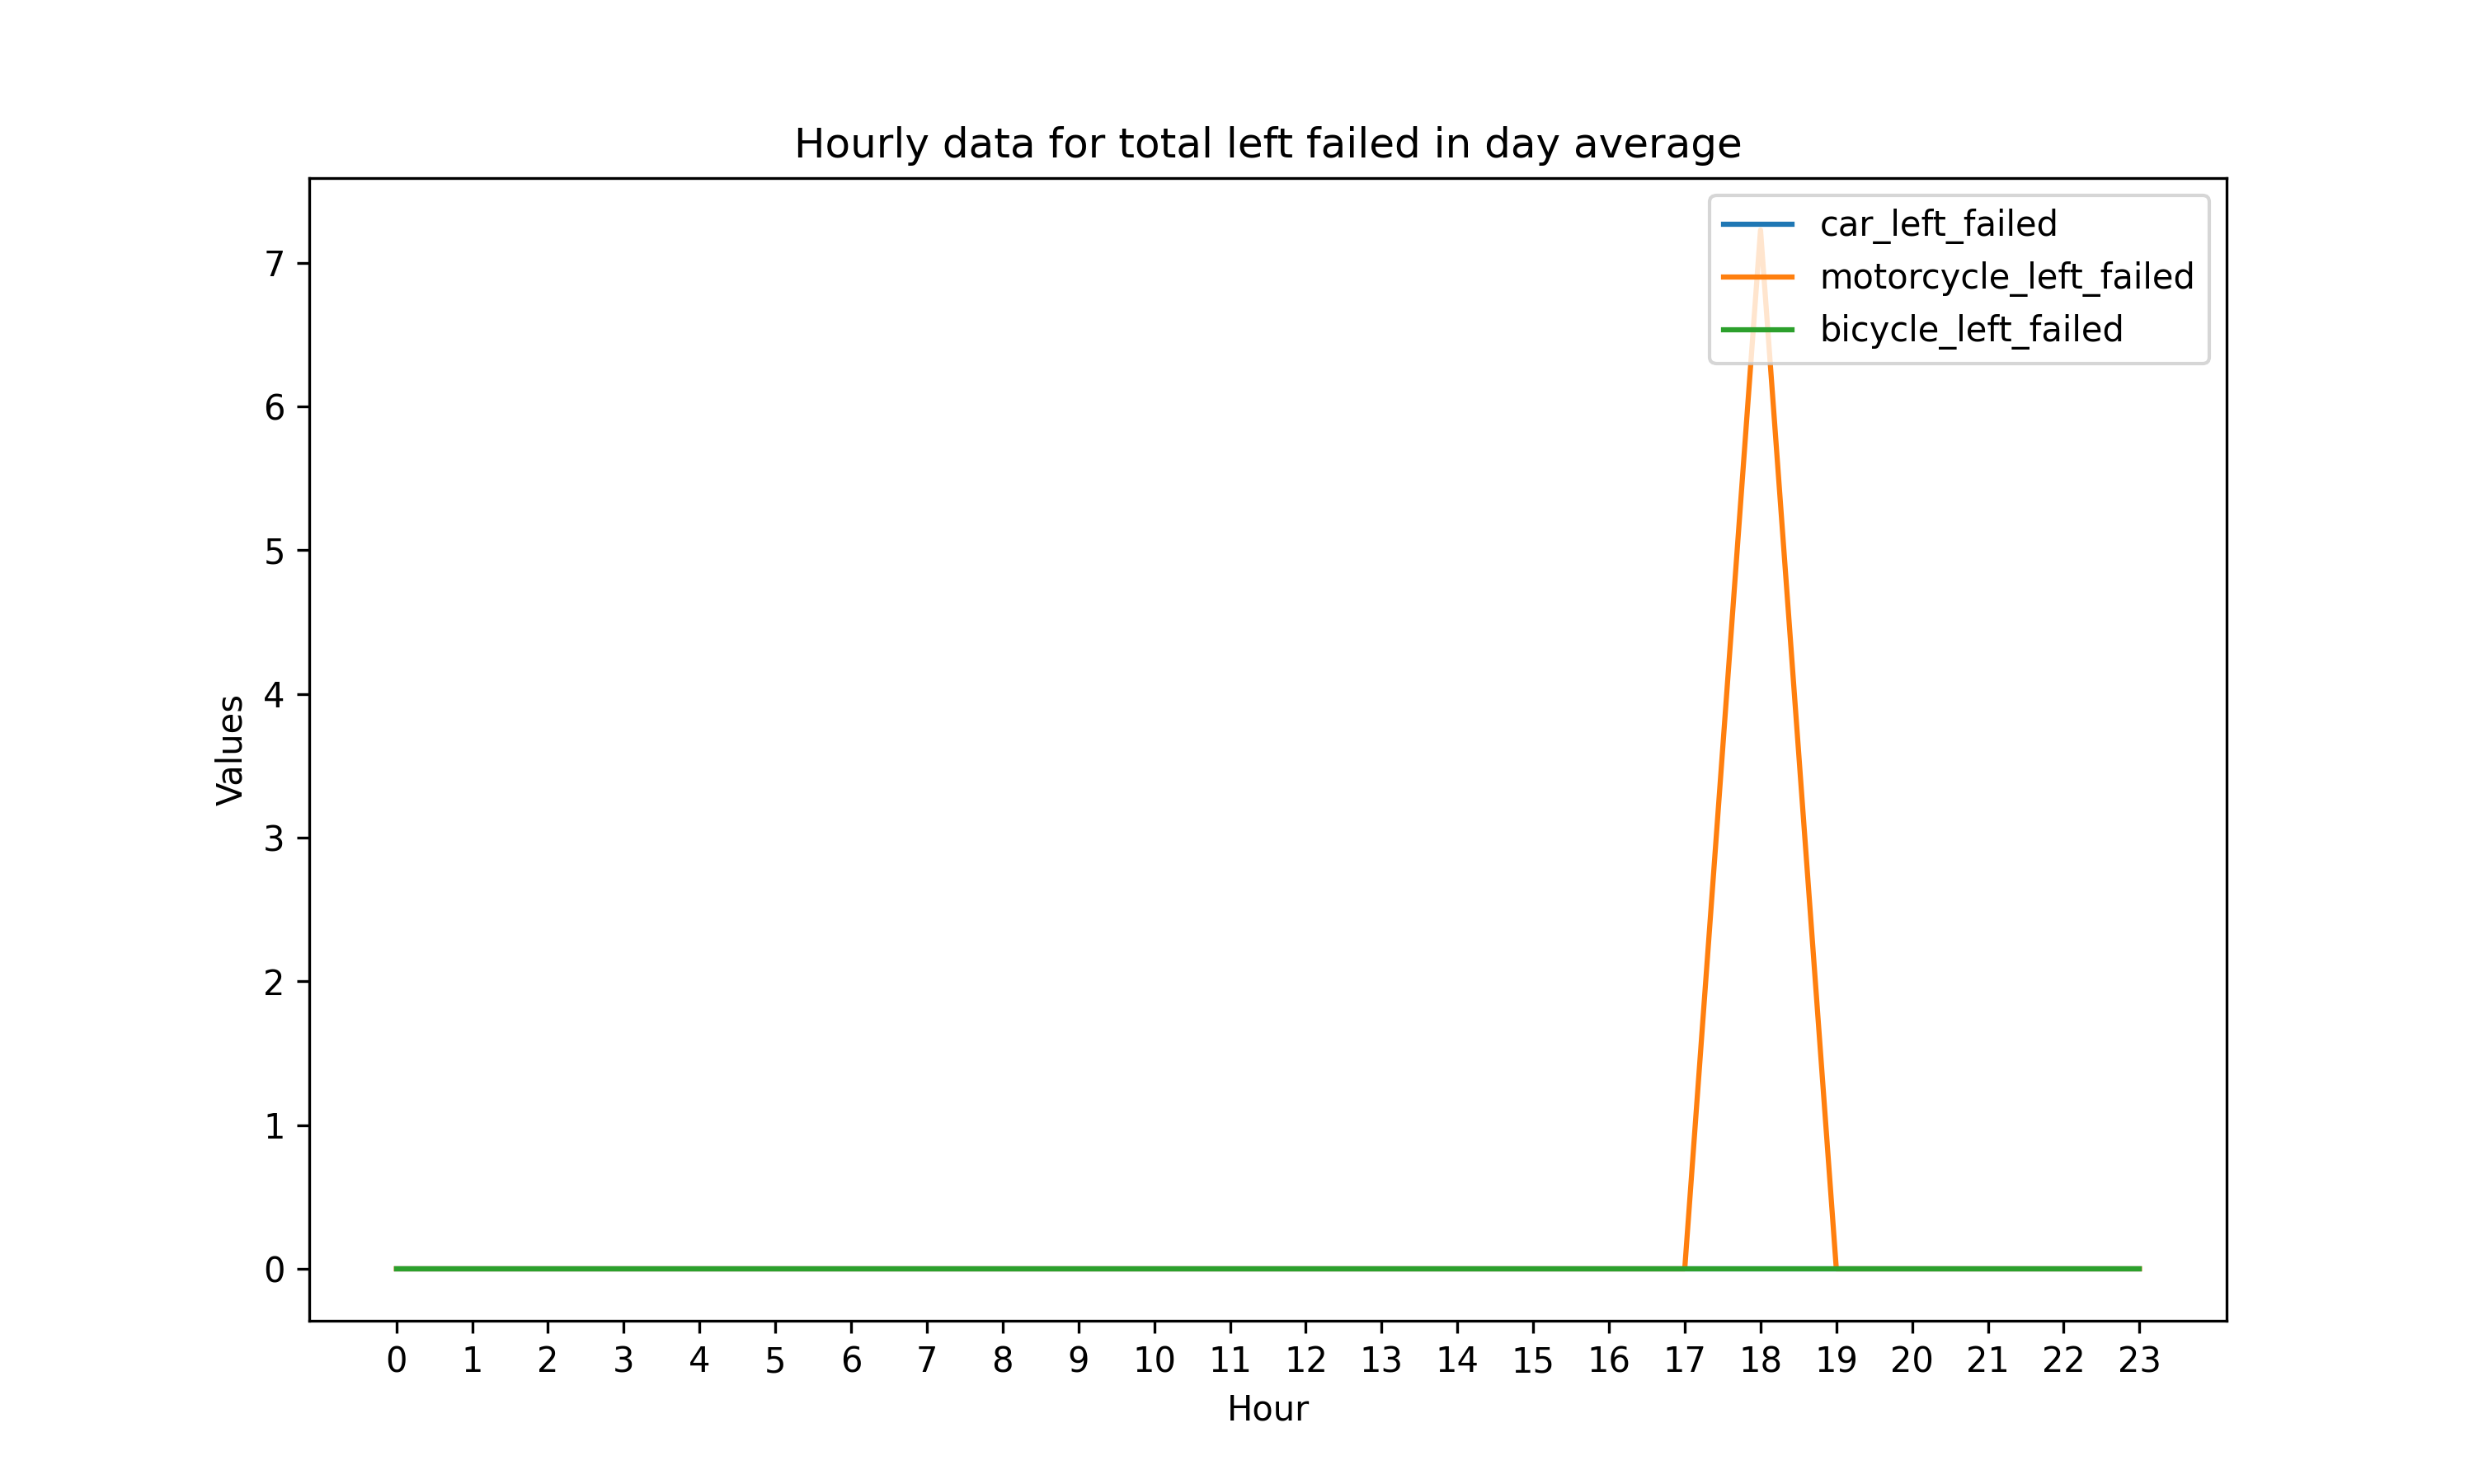 Hourly data for total left failed in day average
car_left_failed
motorcycle_left_failed
bicycle_left_failed
7
6
5
4
3
2
1
0
Values
0 1 2 3 4 5 6 7 8 9 10 11 12 13 14 15 16 17 18 19 20 21 22 23
Hour